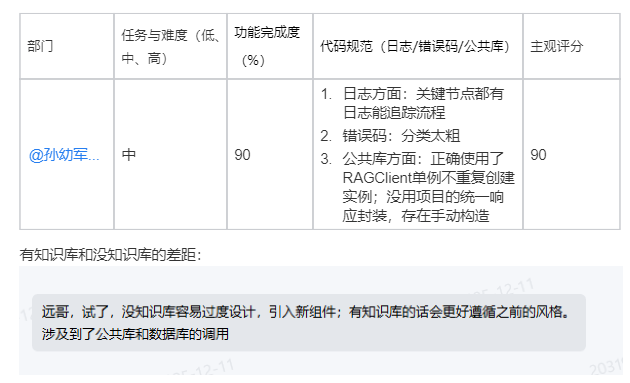 部门
任务与难度（低、
中、高）
功能完成度
（%）
代码规范（日志/错误码/公共库）
主观评分
@孙幼军...
中
90
1. 日志方面：关键节点都有
日志能追踪流程
2. 错误码：分类太粗
3. 公共库方面：正确使用了
RAGClient单例不重复创建
实例；没用项目的统一响
应封装，存在手动构造
90
有知识库和没知识库的差距：
远哥，试了，没知识库容易过度设计，引入新组件；有知识库的话会更好遵循之前的风格。
涉及到了公共库和数据库的调用